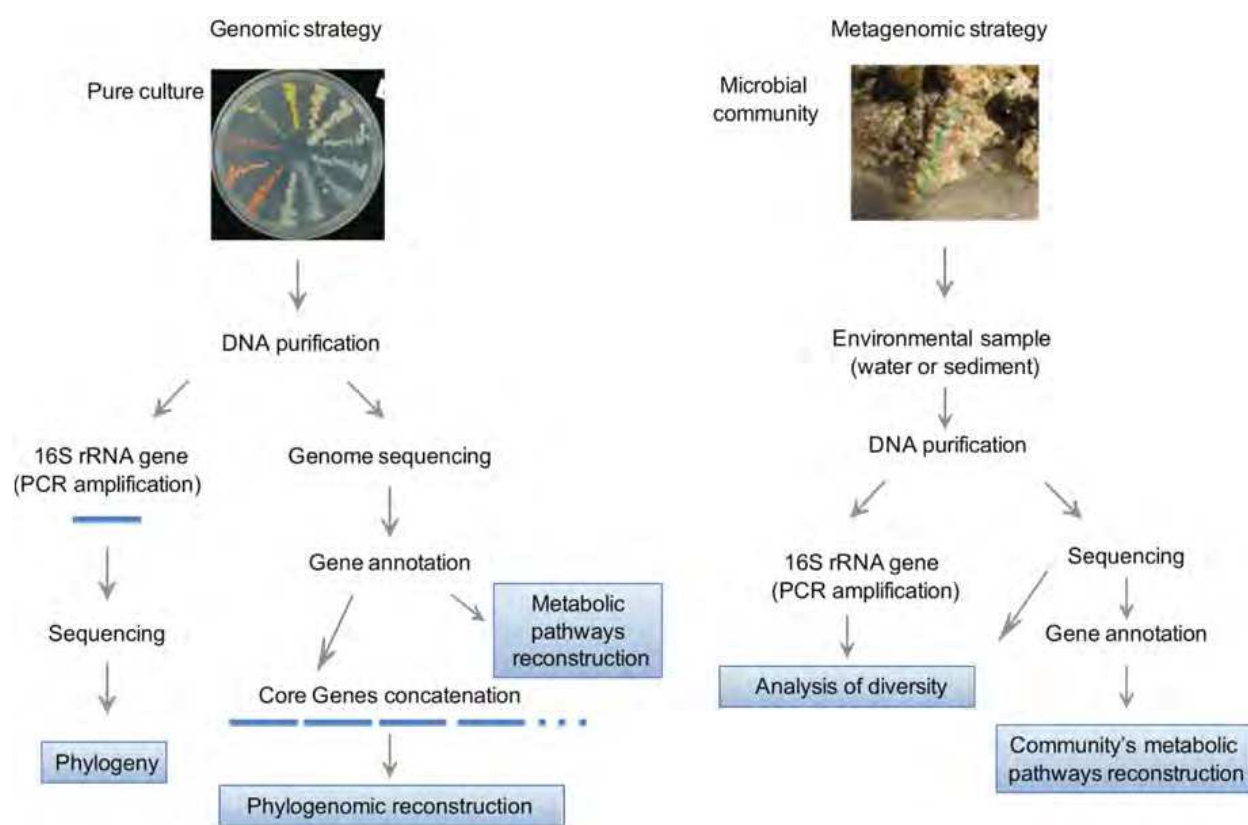 Genomic strategy
Pure culture
DNA purification
16S rRNA gene
(PCR amplification)
Genome sequencing
Gene annotation
Sequencing
Metabolic
pathways
reconstruction
Core Genes concatenation
Phylogeny
Phylogenomic reconstruction
Metagenomic strategy
Microbial
community
Environmental sample
(water or sediment)
DNA purification
16S rRNA gene
(PCR amplification)
Sequencing
Gene annotation
Analysis of diversity
Community's metabolic
pathways reconstruction